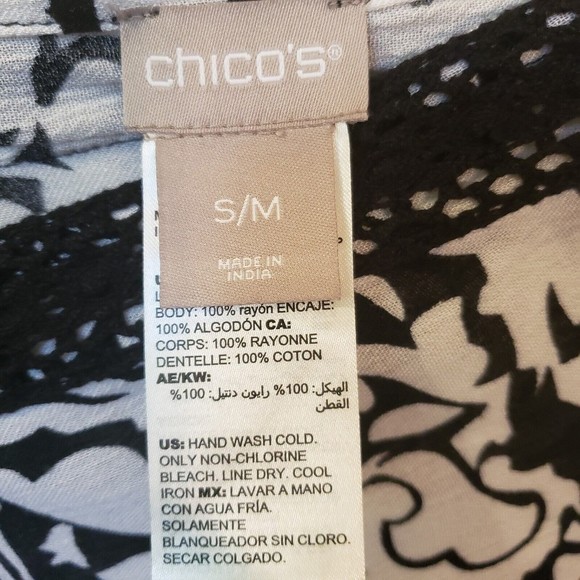 chico's®
S/M
MADE IN
INDIA
BODY: 100% rayón ENCAJE:
100% ALGODÓN CA:
CORPS: 100% RAYONNE
DENTELLE: 100% COTON
AE/KW:
الهيكل: 100% رايون دنتيل: 100%
القطن
US: HAND WASH COLD.
ONLY NON-CHLORINE
BLEACH. LINE DRY. COOL
IRON MX: LAVAR A MANO
CON AGUA FRÍA.
SOLAMENTE
BLANQUEADOR SIN CLORO.
SECAR COLGADO.